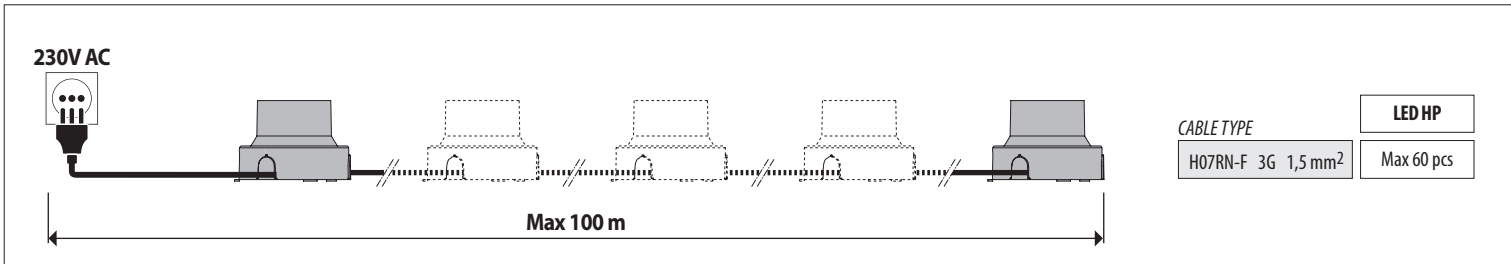 230V AC
Max 100 m
CABLE TYPE
H07RN-F 3G 1,5 mm²
LED HP
Max 60 pcs